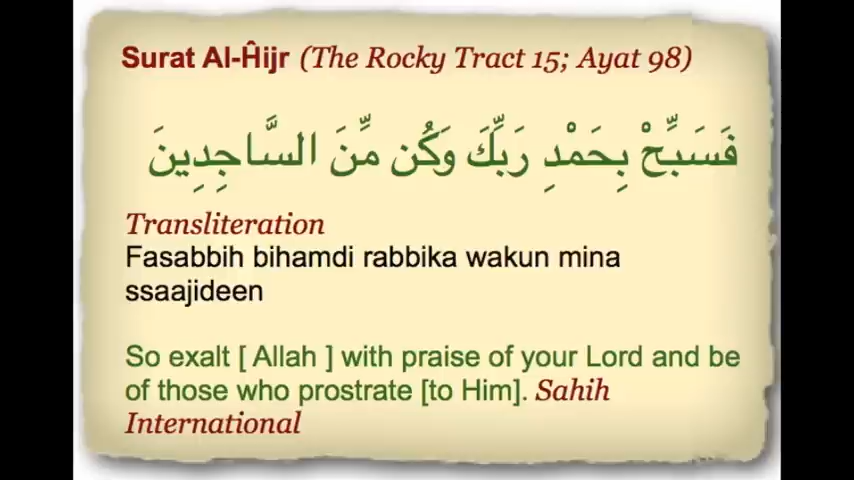 Surat Al-Ĥijr (The Rocky Tract 15; Ayat 98)
فَسَبِّحْ بِحَمْدِ رَبِّكَ وَكُن مِّنَ السَّاجِدِينَ
Transliteration
Fasabbih bihamdi rabbika wakun mina
ssaajideen
So exalt [ Allah ] with praise of your Lord and be
of those who prostrate [to Him]. Sahih
International